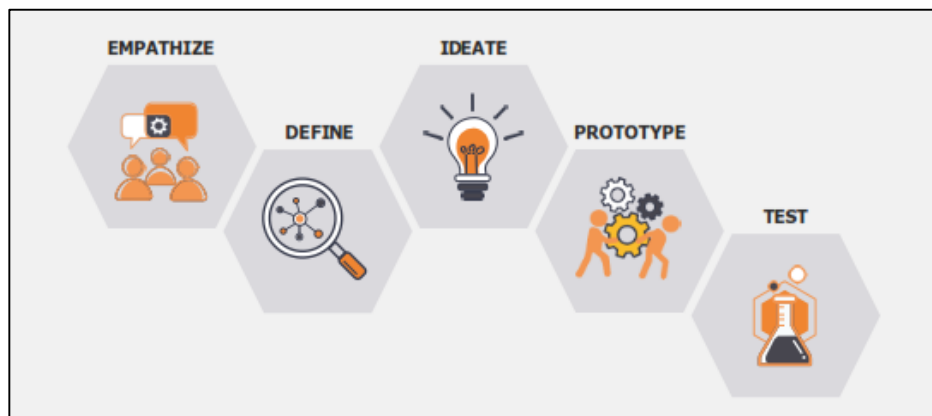 EMPATHIZE
DEFINE
IDEATE
PROTOTYPE
TEST